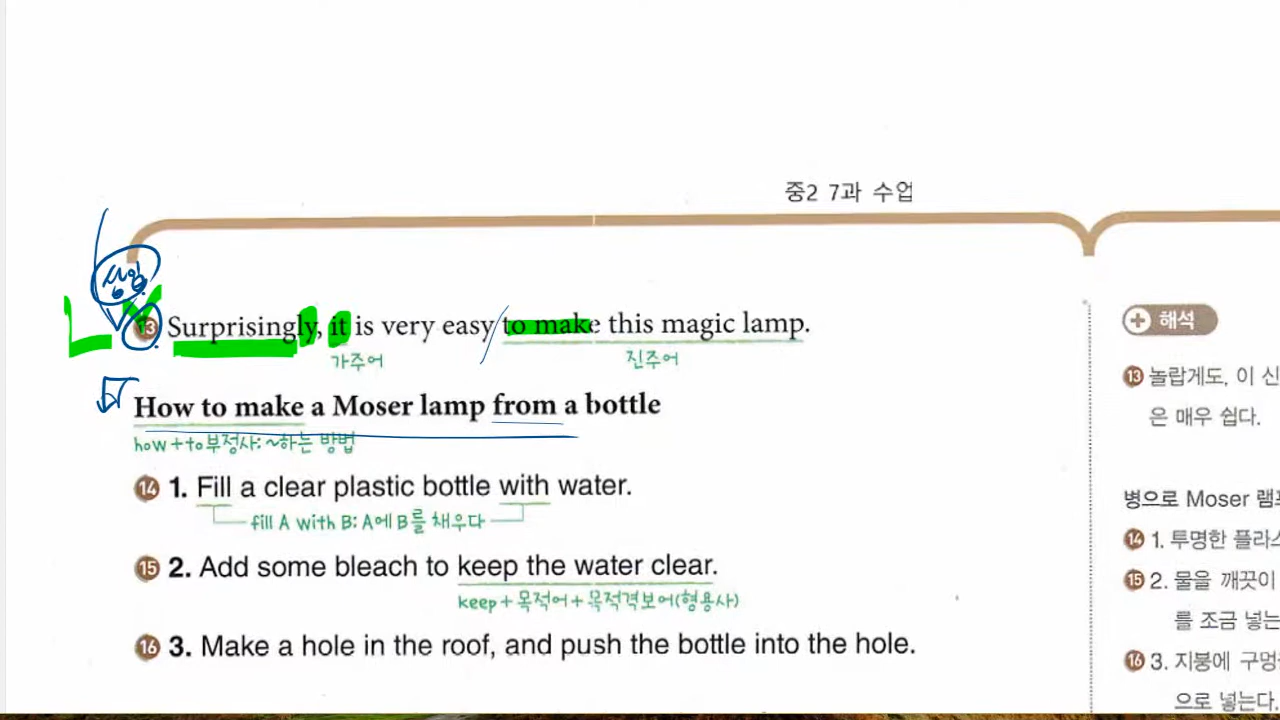 중2 7과 수업
삽입
⑬ Surprisingly, it is very easy to make this magic lamp.
가주어 진주어
How to make a Moser lamp from a bottle
how+to부정사: ~하는 방법
⑭ 1. Fill a clear plastic bottle with water.
fill A with B: A에 B를 채우다
⑮ 2. Add some bleach to keep the water clear.
keep+목적어+목적격보어(형용사)
⑯ 3. Make a hole in the roof, and push the bottle into the hole.
해석
⑬ 놀랍게도, 이 신
은 매우 쉽다.
병으로 Moser 램프
⑭ 1. 투명한 플라스
⑮ 2. 물을 깨끗이
를 조금 넣는
⑯ 3. 지붕에 구멍
으로 넣는다.